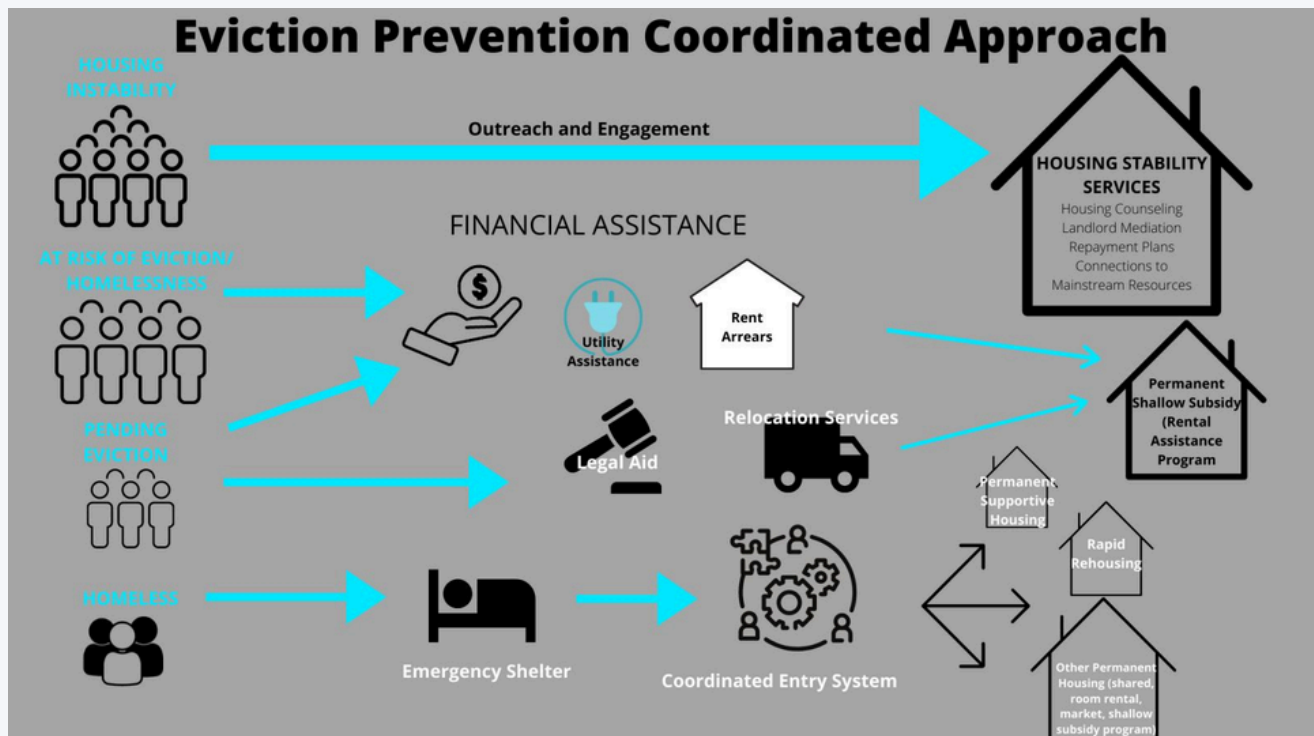 Eviction Prevention Coordinated Approach
HOUSING
INSTABILITY
Outreach and Engagement
HOUSING STABILITY
SERVICES
Housing Counseling
Landlord Mediation
Repayment Plans
Connections to
Mainstream Resources
FINANCIAL ASSISTANCE
AT RISK OF EVICTION/
HOMELESSNESS
$
Utility
Assistance
Rent
Arrears
Permanent
Shallow Subsidy
(Rental
Assistance
Program
PENDING
EVICTION
Legal Aid
Relocation Services
Permanent
Supportive
Housing
Rapid
Rehousing
HOMELESS
Emergency Shelter
Coordinated Entry System
Other Permanent
Housing (shared,
room rental,
market, shallow
subsidy program)